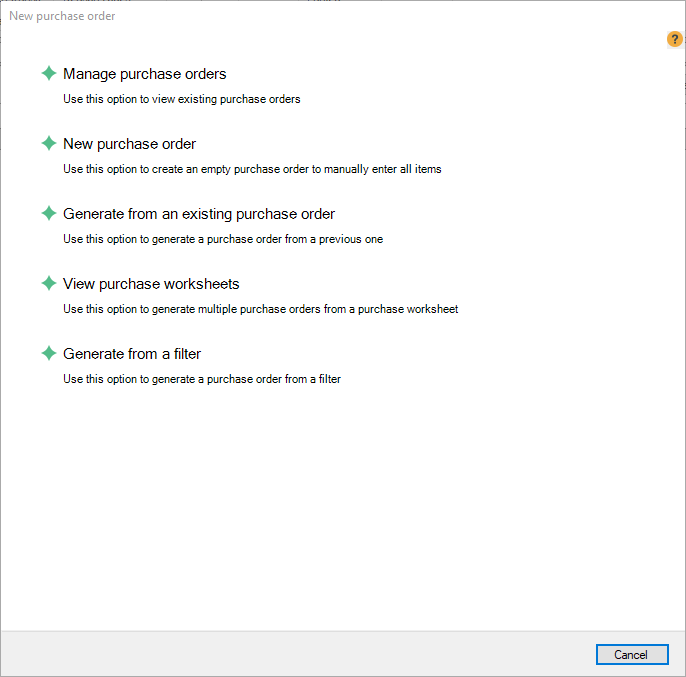 New purchase order
?
Manage purchase orders
Use this option to view existing purchase orders
New purchase order
Use this option to create an empty purchase order to manually enter all items
Generate from an existing purchase order
Use this option to generate a purchase order from a previous one
View purchase worksheets
Use this option to generate multiple purchase orders from a purchase worksheet
Generate from a filter
Use this option to generate a purchase order from a filter
Cancel